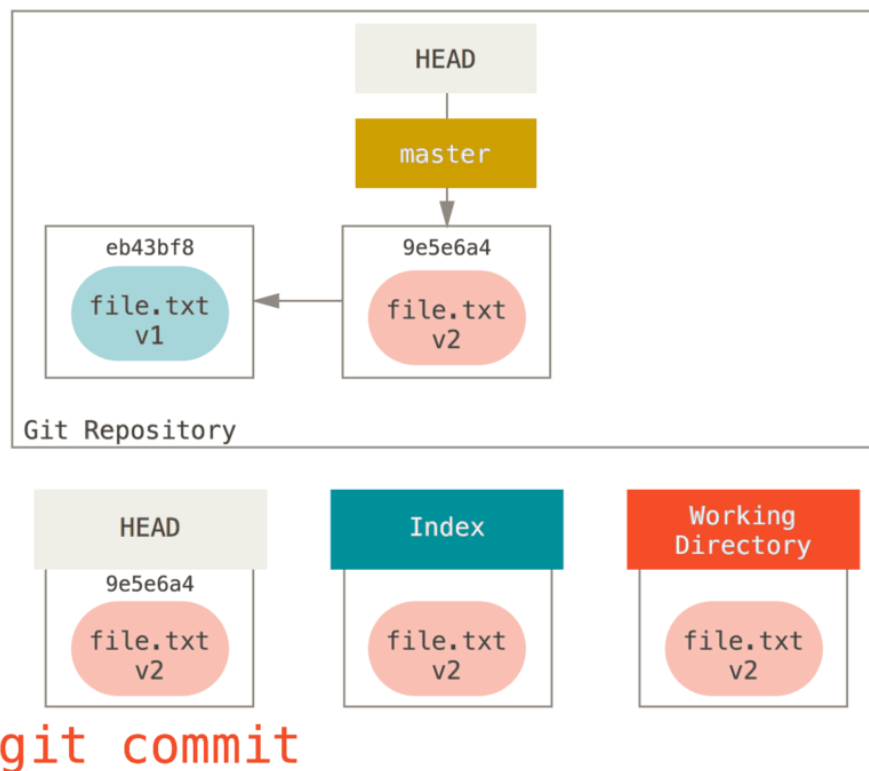 HEAD
master
eb43bf8
9e5e6a4
file.txt
v1
file.txt
v2
Git Repository
HEAD
Index
Working
Directory
9e5e6a4
file.txt
v2
file.txt
v2
file.txt
v2
git commit